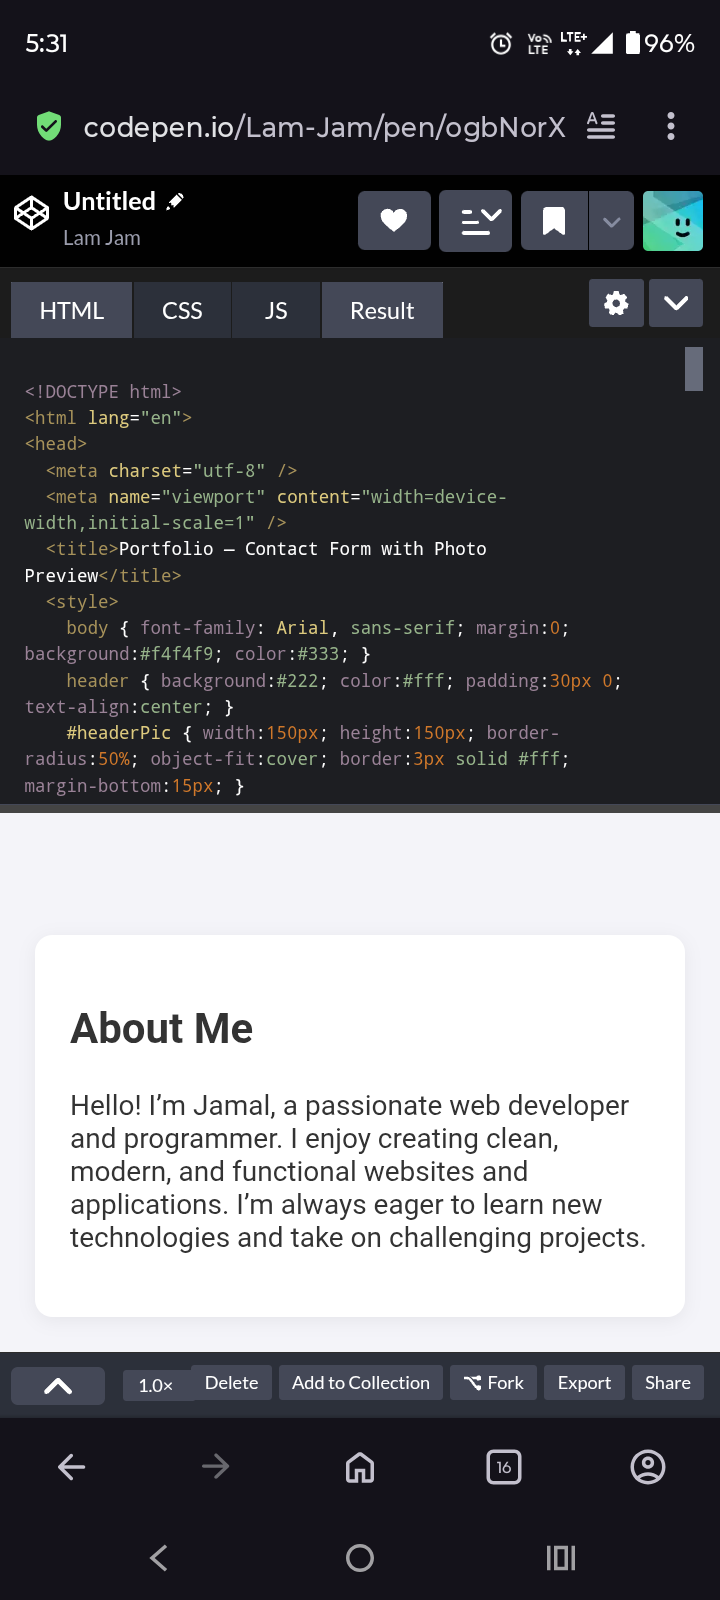 5:31
Vo LTE LTE+ 96%
codepen.io/Lam-Jam/pen/ogbNorX
Untitled
Lam Jam
HTML CSS JS Result
<!DOCTYPE html>
<html lang="en">
<head>
  <meta charset="utf-8" />
  <meta name="viewport" content="width=device-
width,initial-scale=1" />
  <title>Portfolio — Contact Form with Photo
Preview</title>
  <style>
    body { font-family: Arial, sans-serif; margin:0;
background:#f4f4f9; color:#333; }
    header { background:#222; color:#fff; padding:30px 0;
text-align:center; }
    #headerPic { width:150px; height:150px; border-
radius:50%; object-fit:cover; border:3px solid #fff;
margin-bottom:15px; }
About Me
Hello! I’m Jamal, a passionate web developer
and programmer. I enjoy creating clean,
modern, and functional websites and
applications. I’m always eager to learn new
technologies and take on challenging projects.
1.0× Delete Add to Collection Fork Export Share
16